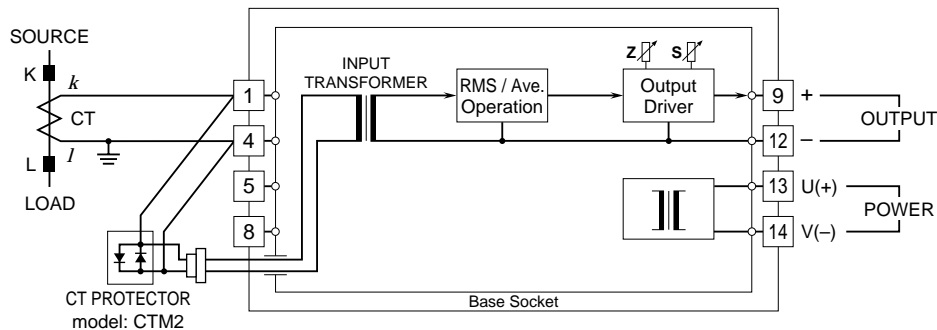 SOURCE
K
k
CT
L
l
LOAD
1
4
5
8
INPUT
TRANSFORMER
RMS / Ave.
Operation
Z
S
Output
Driver
9
+
12
–
OUTPUT
13
U(+)
14
V(–)
POWER
CT PROTECTOR
model: CTM2
Base Socket